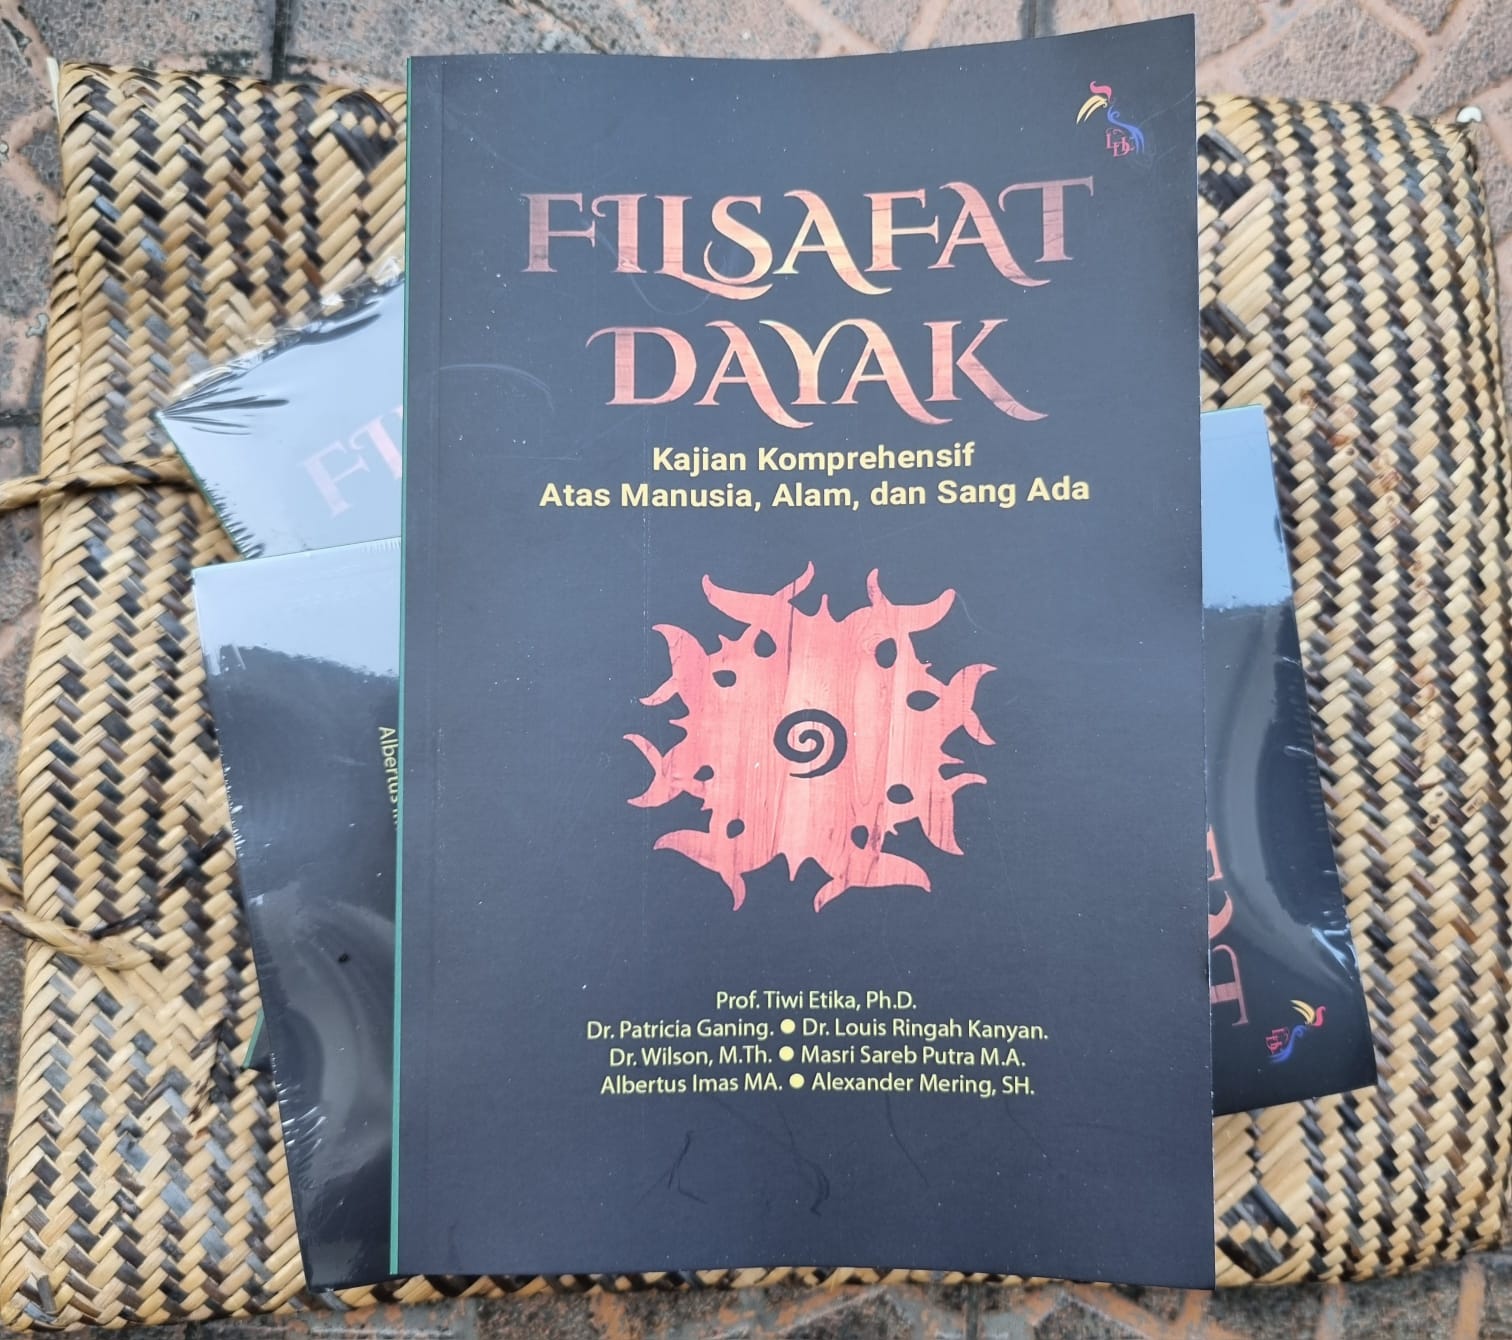 FILSAFAT
DAYAK
Kajian Komprehensif
Atas Manusia, Alam, dan Sang Ada
Prof. Tiwi Etika, Ph.D.
Dr. Patricia Ganing. ● Dr. Louis Ringah Kanyan.
Dr. Wilson, M.Th. ● Masri Sareb Putra M.A.
Albertus Imas MA. ● Alexander Mering, SH.
Albertus